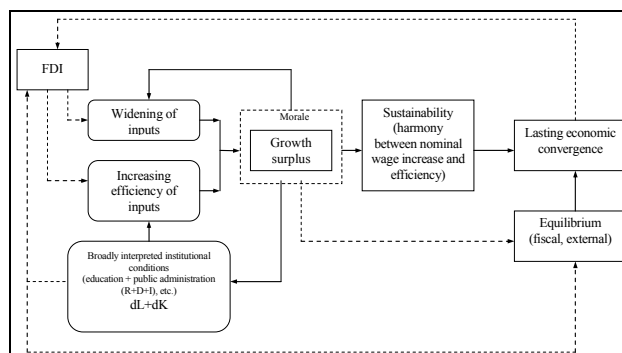 FDI
Widening of
inputs
Increasing
efficiency of
inputs
Broadly interpreted institutional
conditions
(education + public administration
(R+D+I), etc.)
dL+dK
Morale
Growth
surplus
Sustainability
(harmony
between nominal
wage increase and
efficiency)
Lasting economic
convergence
Equilibrium
(fiscal, external)